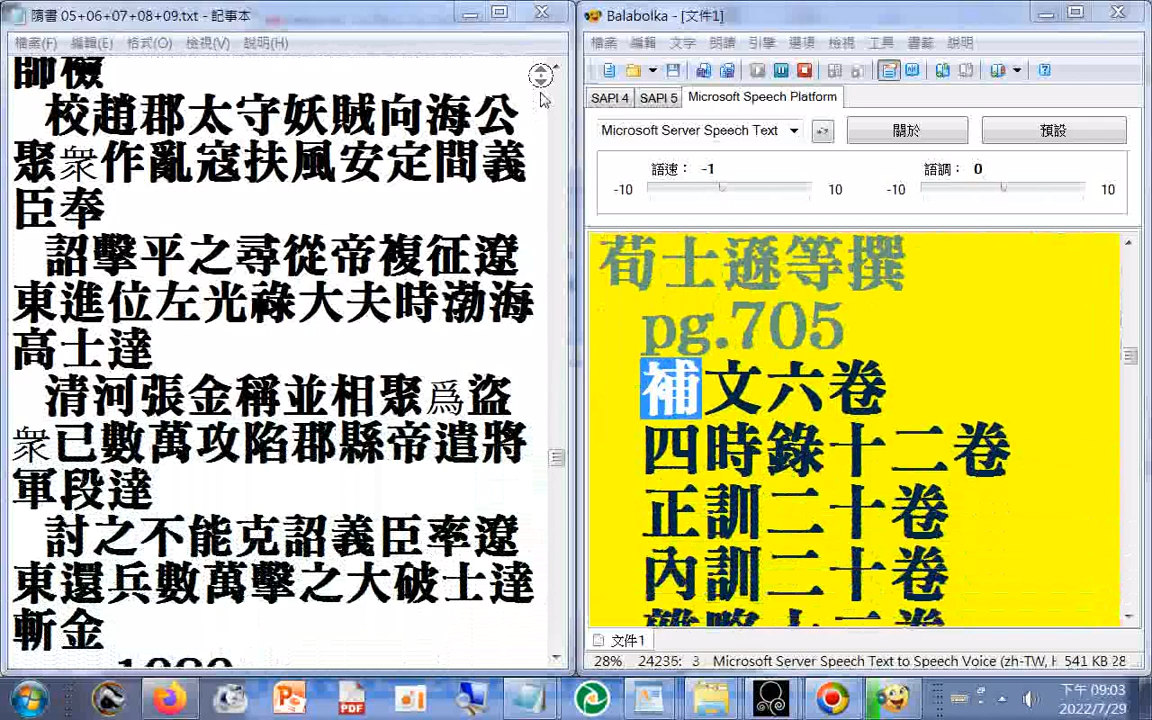 隋書 05+06+07+08+09.txt - 記事本
檔案(F) 編輯(E) 格式(O) 檢視(V) 說明(H)
帥檢
校趙郡太守妖賊向海公
聚衆作亂寇扶風安定間義
臣奉
詔擊平之尋從帝複征遼
東進位左光祿大夫時渤海
高士達
清河張金稱並相聚爲盜
衆已數萬攻陷郡縣帝遣將
軍段達
討之不能克詔義臣率遼
東還兵數萬擊之大破士達
斬金
1080
Balabolka - [文件1]
檔案 編輯 文字 朗讀 引擎 選項 檢視 工具 書籤 說明
SAPI 4 SAPI 5 Microsoft Speech Platform
Microsoft Server Speech Text 關於 預設
語速: -1 語調: 0
-10 10 -10 10
荀士遜等撰
pg.705
補文六卷
四時錄十二卷
正訓二十卷
內訓二十卷
雜略十二卷
文件1
28% 24235: 3 Microsoft Server Speech Text to Speech Voice (zh-TW, H 541 KB 28
下午 09:03
2022/7/29